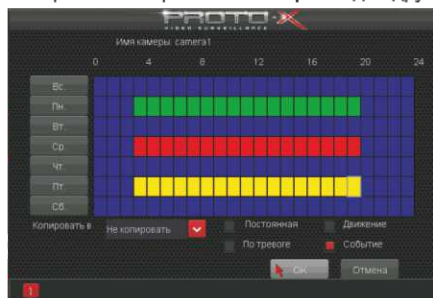 PROTO-X
VIDEO SURVEILLANCE
Имя камеры: camera1
0 4 8 12 16 20 24
Вс.
Пн.
Вт.
Ср.
Чт.
Пт.
Сб.
Копировать в Не копировать Постоянная Движение
По тревоге Событие
OK Отмена
1